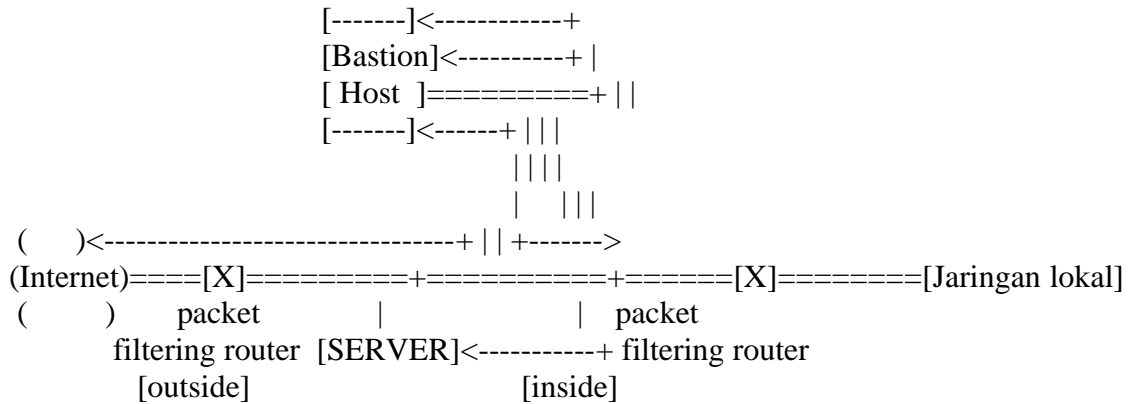 [-------]<------------+
[Bastion]<----------+ |
[ Host  ]=========+ | |
[-------]<------+ | | |
| | | |
|     | | |
(      )<---------------------------------+ | | +------->
(Internet)====[X]=========+==========+======[X]========[Jaringan lokal]
(        )      packet            |                  |   packet
filtering router  [SERVER]<-----------+ filtering router
[outside]                          [inside]